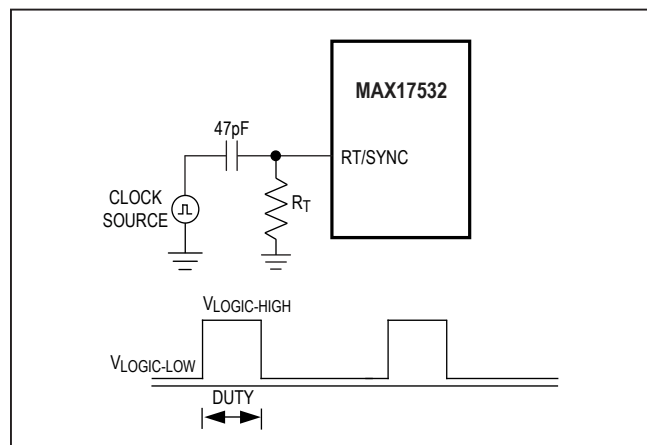 MAX17532
47pF
RT/SYNC
RT
CLOCK
SOURCE
VLOGIC-HIGH
VLOGIC-LOW
DUTY